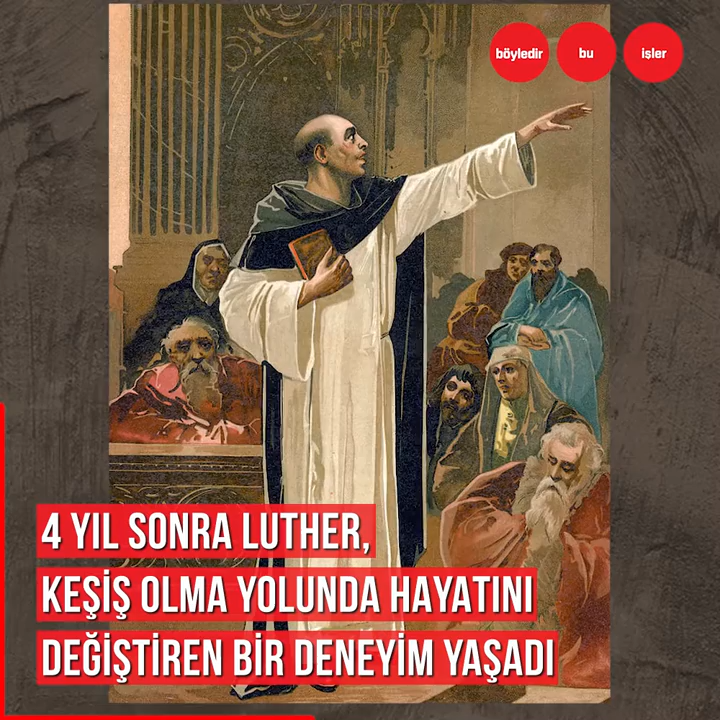 böyledir bu işler
4 YIL SONRA LUTHER,
KEŞİŞ OLMA YOLUNDA HAYATINI
DEĞİŞTİREN BİR DENEYİM YAŞADI